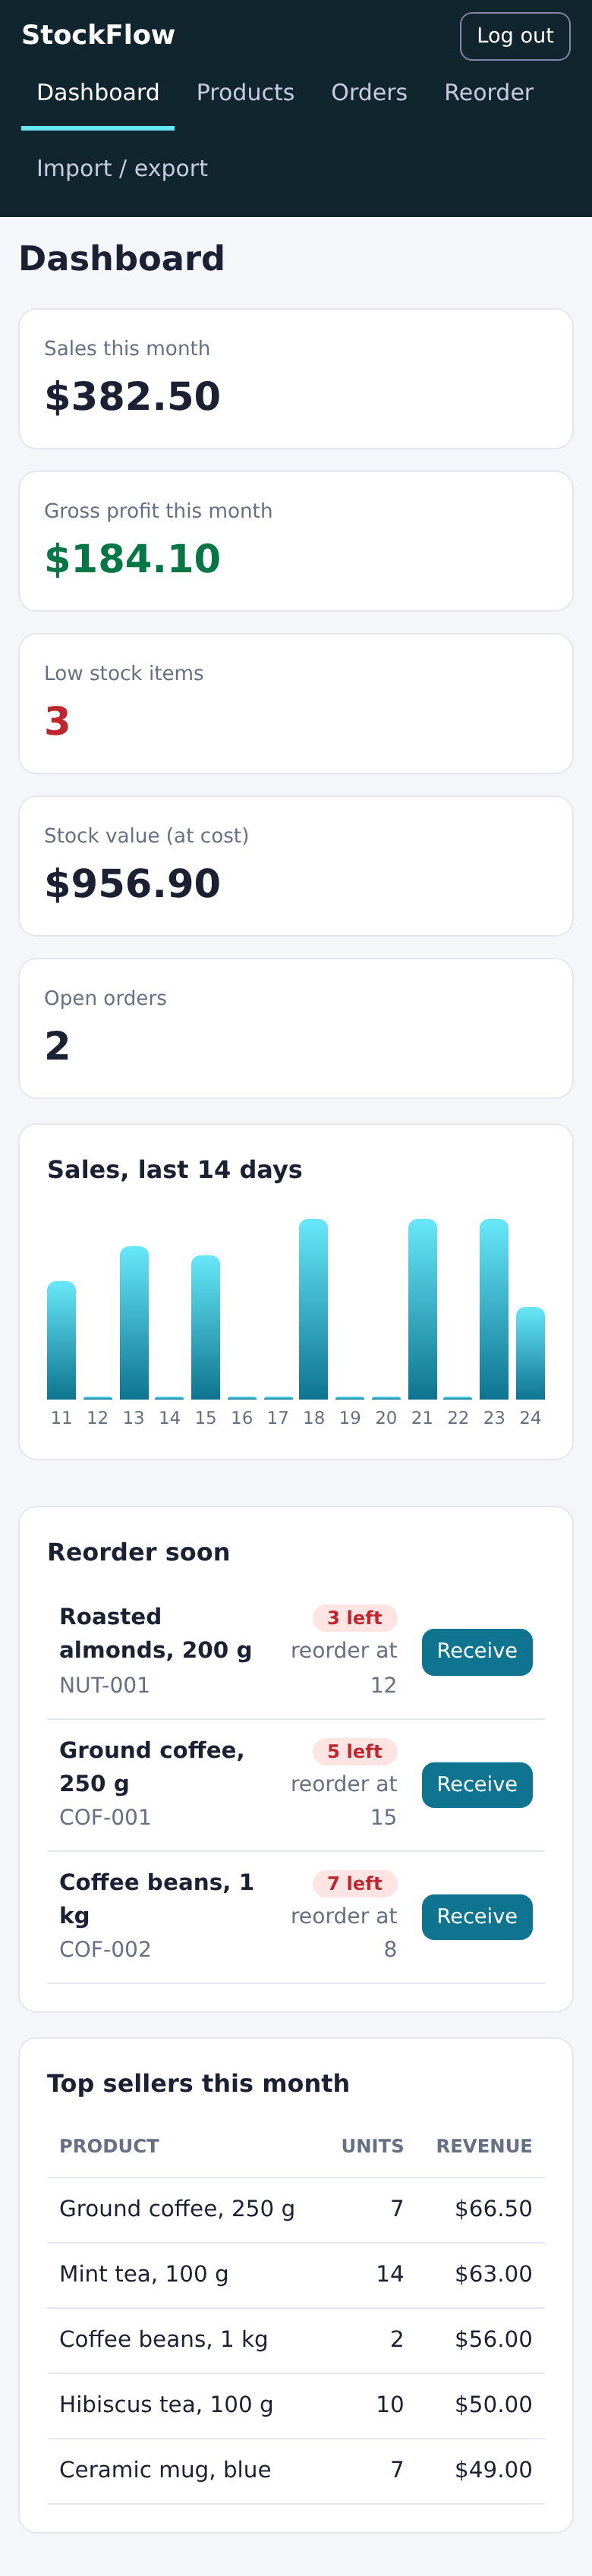 StockFlow
Log out
Dashboard Products Orders Reorder
Import / export
Dashboard
Sales this month
$382.50
Gross profit this month
$184.10
Low stock items
3
Stock value (at cost)
$956.90
Open orders
2
Sales, last 14 days
11 12 13 14 15 16 17 18 19 20 21 22 23 24
Reorder soon
Roasted almonds, 200 g
NUT-001
3 left
reorder at 12
Receive
Ground coffee, 250 g
COF-001
5 left
reorder at 15
Receive
Coffee beans, 1 kg
COF-002
7 left
reorder at 8
Receive
Top sellers this month
PRODUCT UNITS REVENUE
Ground coffee, 250 g 7 $66.50
Mint tea, 100 g 14 $63.00
Coffee beans, 1 kg 2 $56.00
Hibiscus tea, 100 g 10 $50.00
Ceramic mug, blue 7 $49.00